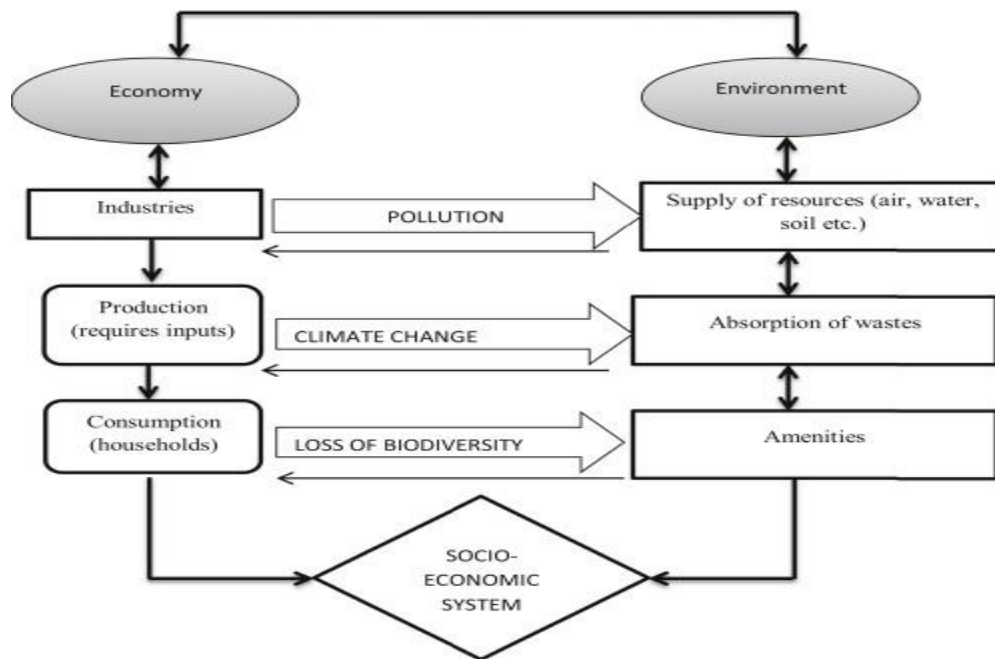 Economy
Environment
Industries
POLLUTION
Supply of resources (air, water,
soil etc.)
Production
(requires inputs)
CLIMATE CHANGE
Absorption of wastes
Consumption
(households)
LOSS OF BIODIVERSITY
Amenities
SOCIO-
ECONOMIC
SYSTEM